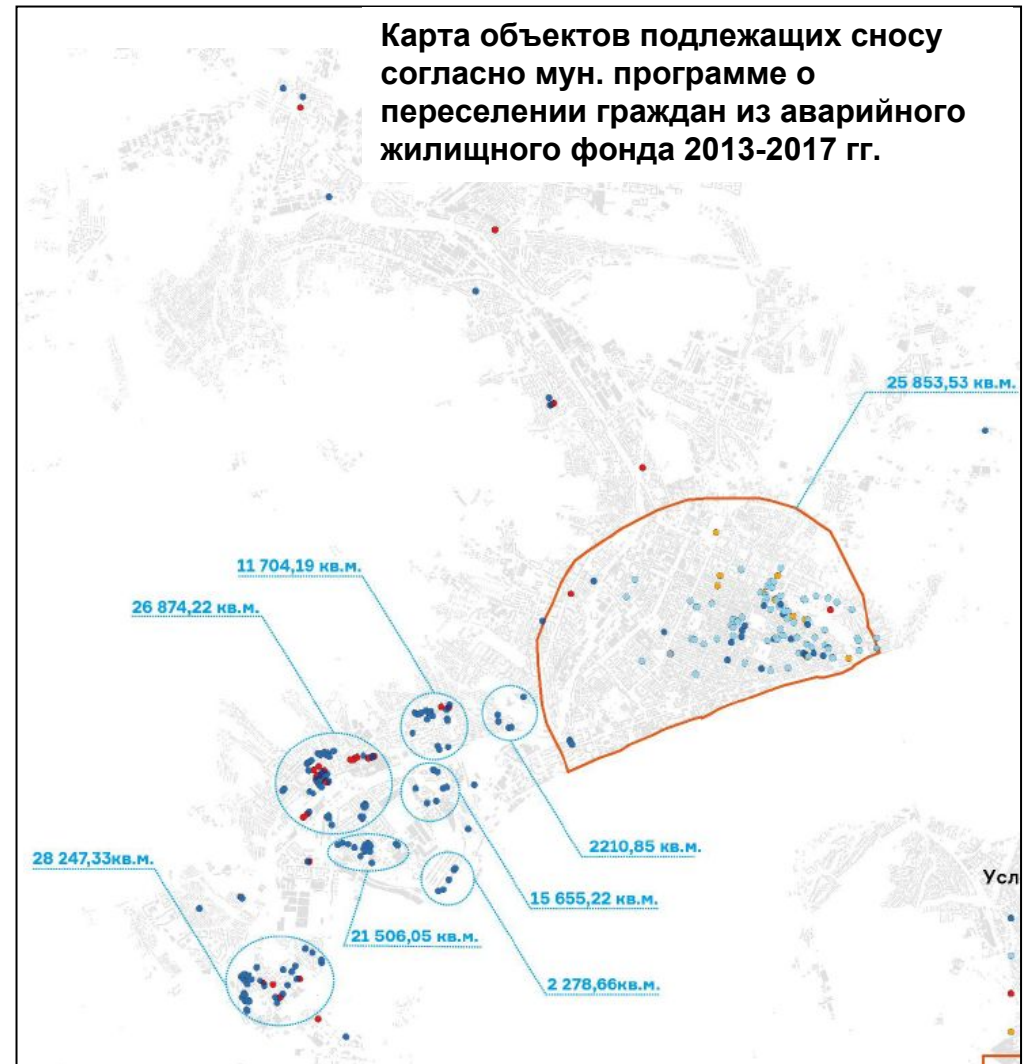 Карта объектов подлежащих сносу
согласно мун. программе о
переселении граждан из аварийного
жилищного фонда 2013-2017 гг.
25 853,53 кв.м.
11 704,19 кв.м.
26 874,22 кв.м.
2210,85 кв.м.
28 247,33кв.м.
Усл
15 655,22 кв.м.
21 506,05 кв.м.
2 278,66кв.м.